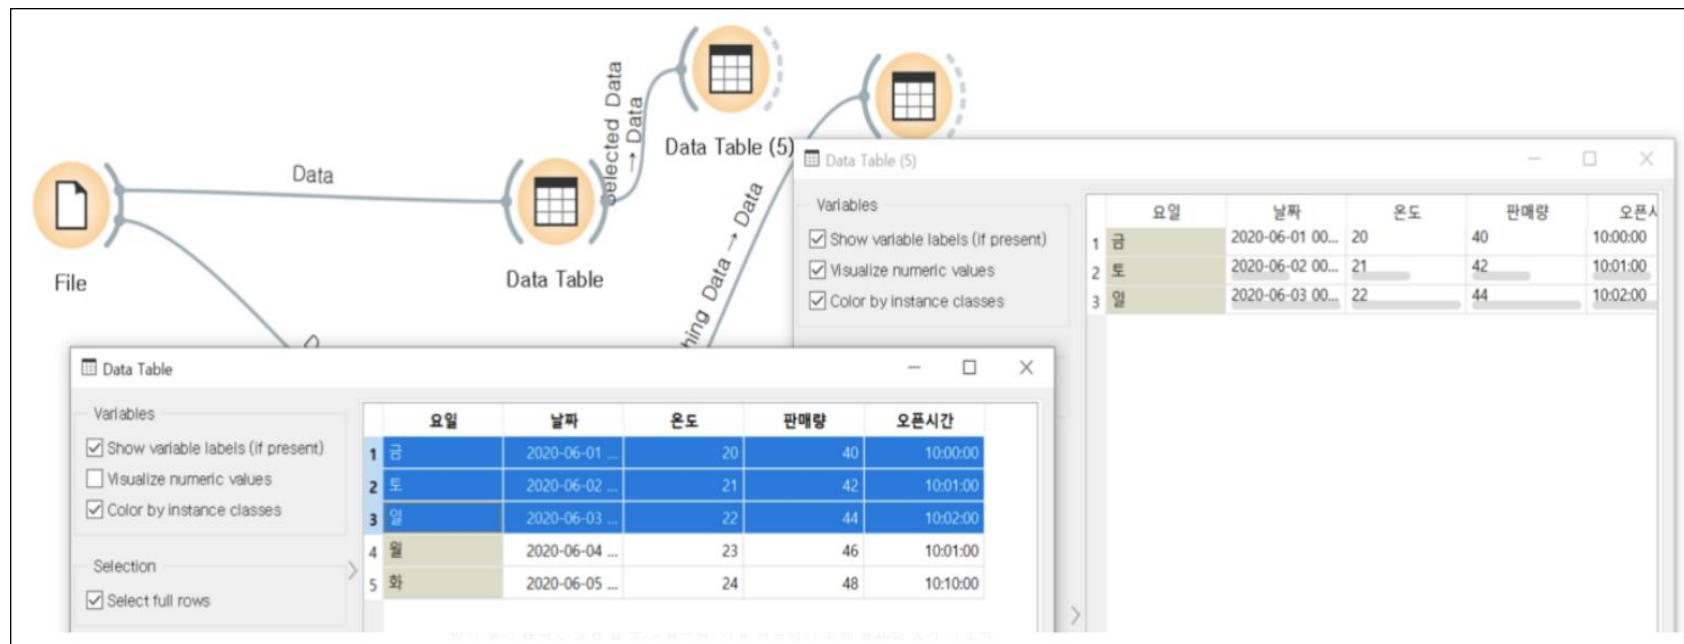 Selected Data
→ Data
Data Table (5)
Data
File
Data Table
hing Data → Data
Data Table (5)
Variables
Show variable labels (if present)
Visualize numeric values
Color by instance classes
요일 날짜 온도 판매량 오픈시
1 금 2020-06-01 00... 20 40 10:00:00
2 토 2020-06-02 00... 21 42 10:01:00
3 일 2020-06-03 00... 22 44 10:02:00
Data Table
Variables
Show variable labels (if present)
Visualize numeric values
Color by instance classes
Selection
Select full rows
요일 날짜 온도 판매량 오픈시간
1 금 2020-06-01 ... 20 40 10:00:00
2 토 2020-06-02 ... 21 42 10:01:00
3 일 2020-06-03 ... 22 44 10:02:00
4 월 2020-06-04 ... 23 46 10:01:00
5 화 2020-06-05 ... 24 48 10:10:00